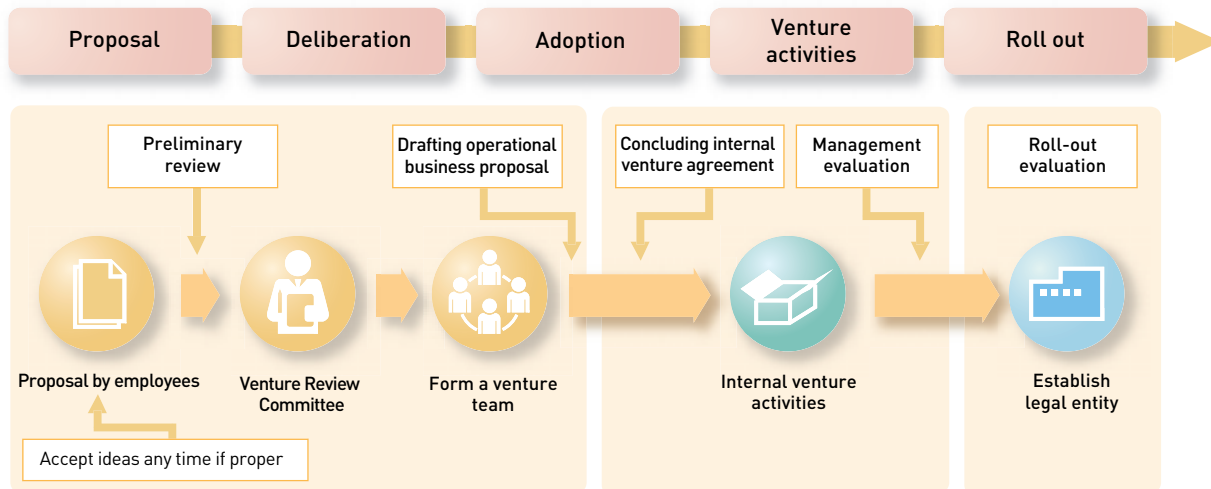 Proposal
Deliberation
Adoption
Venture
activities
Roll out
Preliminary
review
Drafting operational
business proposal
Concluding internal
venture agreement
Management
evaluation
Roll-out
evaluation
Proposal by employees
Venture Review
Committee
Form a venture
team
Internal venture
activities
Establish
legal entity
Accept ideas any time if proper